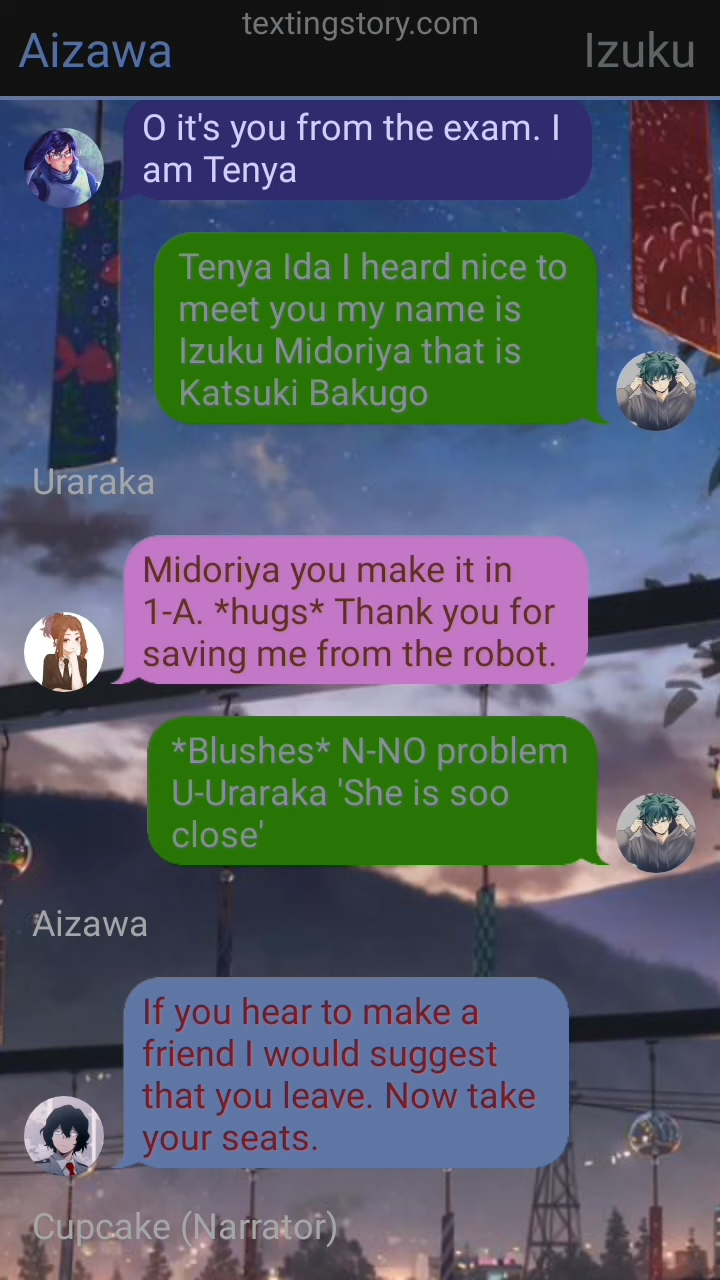 textingstory.com
Aizawa
Izuku
O it's you from the exam. I
am Tenya
Tenya Ida I heard nice to
meet you my name is
Izuku Midoriya that is
Katsuki Bakugo
Uraraka
Midoriya you make it in
1-A. *hugs* Thank you for
saving me from the robot.
*Blushes* N-NO problem
U-Uraraka 'She is soo
close'
Aizawa
If you hear to make a
friend I would suggest
that you leave. Now take
your seats.
Cupcake (Narrator)